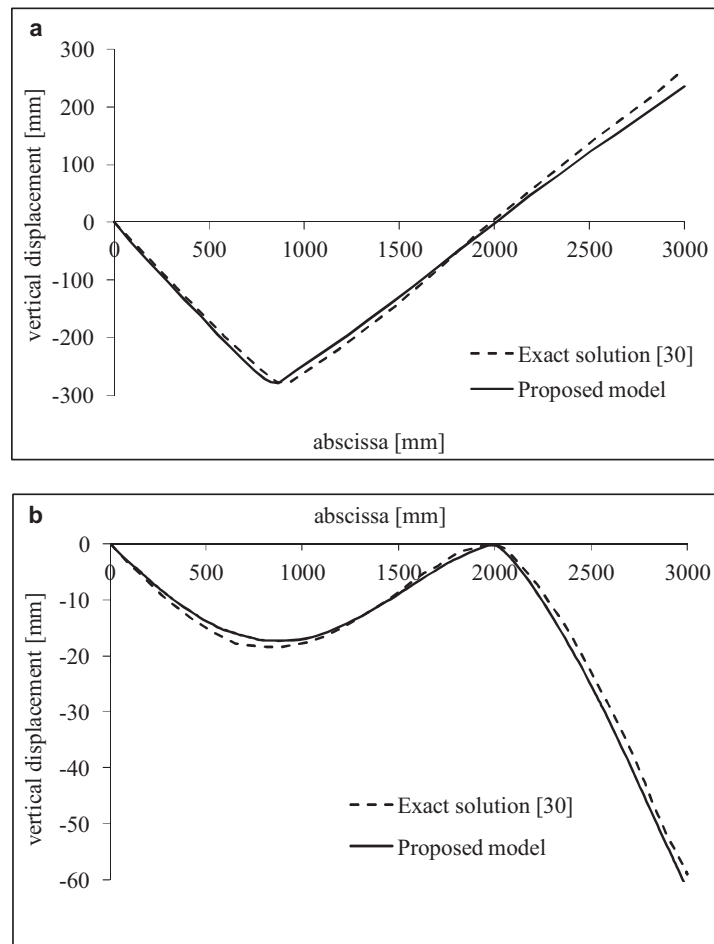 a
vertical displacement [mm]
300
200
100
0
-100
-200
-300
0 500 1000 1500 2000 2500 3000
Exact solution [30]
Proposed model
abscissa [mm]
b
abscissa [mm]
vertical displacement [mm]
0
-10
-20
-30
-40
-50
-60
0 500 1000 1500 2000 2500 3000
Exact solution [30]
Proposed model